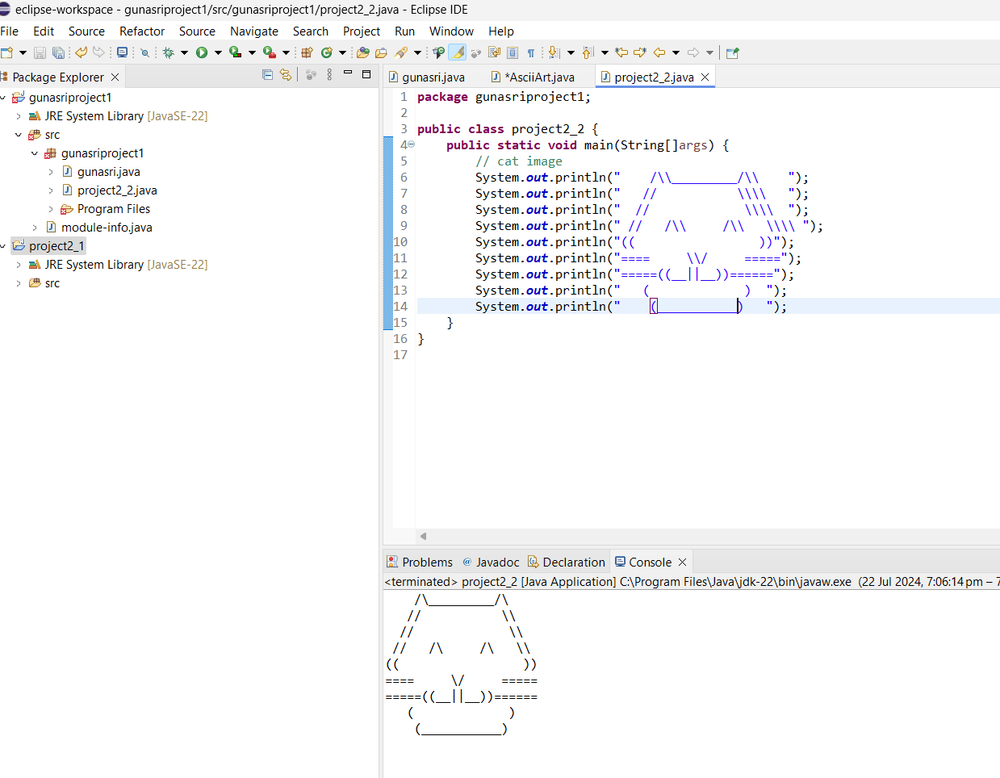 eclipse-workspace - gunasriproject1/src/gunasriproject1/project2_2.java - Eclipse IDE
File Edit Source Refactor Source Navigate Search Project Run Window Help
Package Explorer
gunasriproject1
JRE System Library [JavaSE-22]
src
gunasriproject1
gunasri.java
project2_2.java
Program Files
module-info.java
project2_1
JRE System Library [JavaSE-22]
src
gunasri.java *AsciiArt.java project2_2.java
1 package gunasriproject1;
2
3 public class project2_2 {
4     public static void main(String[]args) {
5         // cat image
6         System.out.println("    /\\_________/\\    ");
7         System.out.println("   //           \\\\   ");
8         System.out.println("  //             \\\\  ");
9         System.out.println(" //   /\\     /\\   \\\\ ");
10         System.out.println("((                 ))");
11         System.out.println("====     \\/     =====");
12         System.out.println("=====((__||__))======");
13         System.out.println("   (             )  ");
14         System.out.println("    (___________)   ");
15     }
16 }
17
Problems @ Javadoc Declaration Console
<terminated> project2_2 [Java Application] C:\Program Files\Java\jdk-22\bin\javaw.exe (22 Jul 2024, 7:06:14 pm – 7
    /\_________/\
   //           \\
  //             \\
 //   /\     /\   \\
((                 ))
====     \/     =====
=====((__||__))======
   (             )
    (___________)